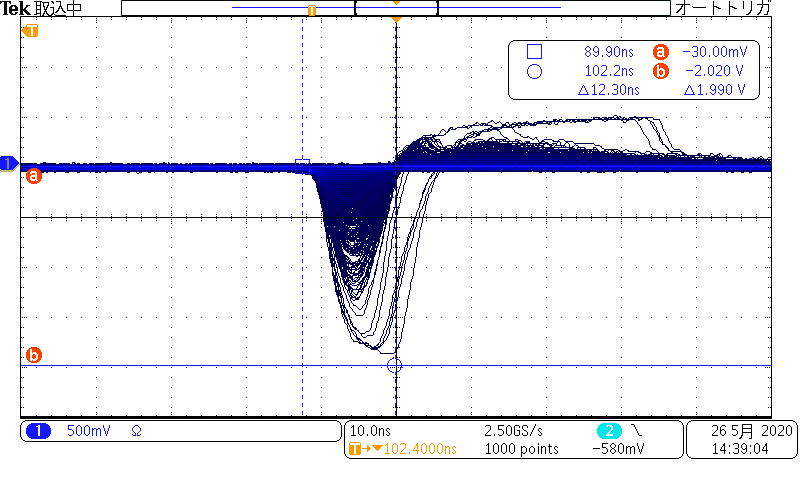 Tek 取込中 オートトリガ
T
T
89.90ns a −30.00mV
102.2ns b −2.020 V
Δ12.30ns Δ1.990 V
1
a
b
1 500mV Ω
10.0ns 2.50GS/s 2
T→▼102.4000ns 1000 points −580mV
26 5月 2020
14:39:04